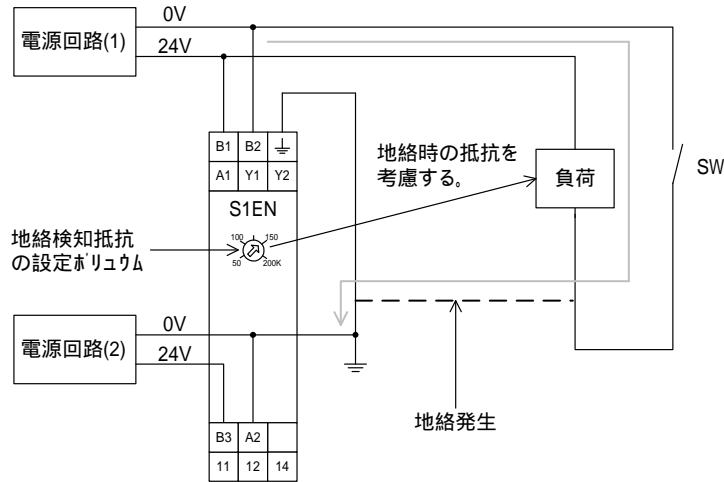 電源回路(1)
0V
24V
B1 B2
A1 Y1 Y2
S1EN
地絡時の抵抗を
考慮する。
負荷
SW
地絡検知抵抗
の設定ﾎﾞﾘｭｳﾑ
100 150
50 200K
電源回路(2)
0V
24V
地絡発生
B3 A2
11 12 14